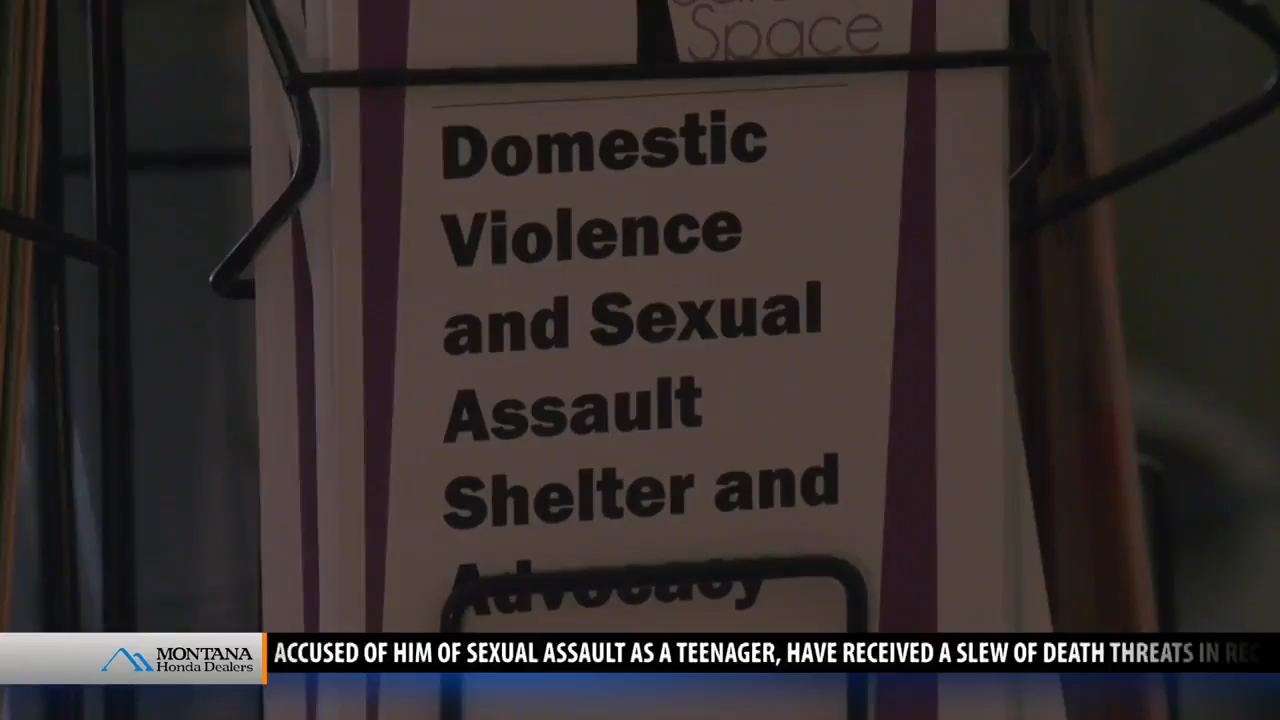 Space
Domestic
Violence
and Sexual
Assault
Shelter and
Advocacy
MONTANA
Honda Dealers
ACCUSED OF HIM OF SEXUAL ASSAULT AS A TEENAGER, HAVE RECEIVED A SLEW OF DEATH THREATS IN